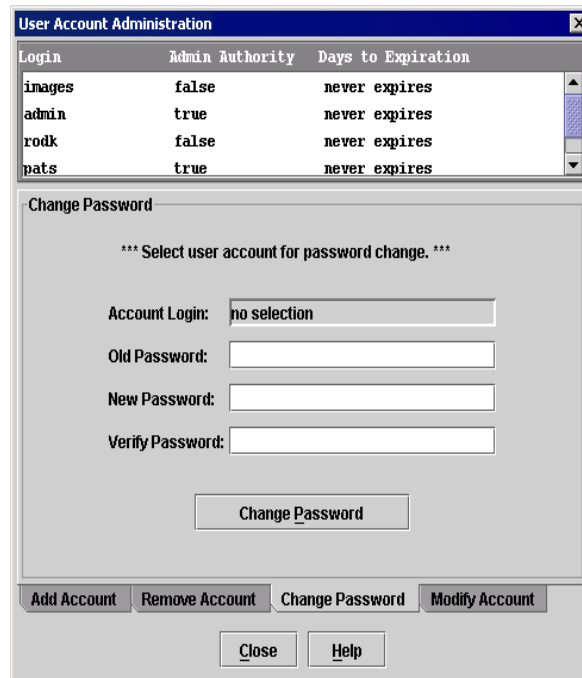 User Account Administration
Login Admin Authority Days to Expiration
images false never expires
admin true never expires
rodk false never expires
pats true never expires
Change Password
*** Select user account for password change. ***
Account Login: no selection
Old Password:
New Password:
Verify Password:
Change Password
Add Account Remove Account Change Password Modify Account
Close Help